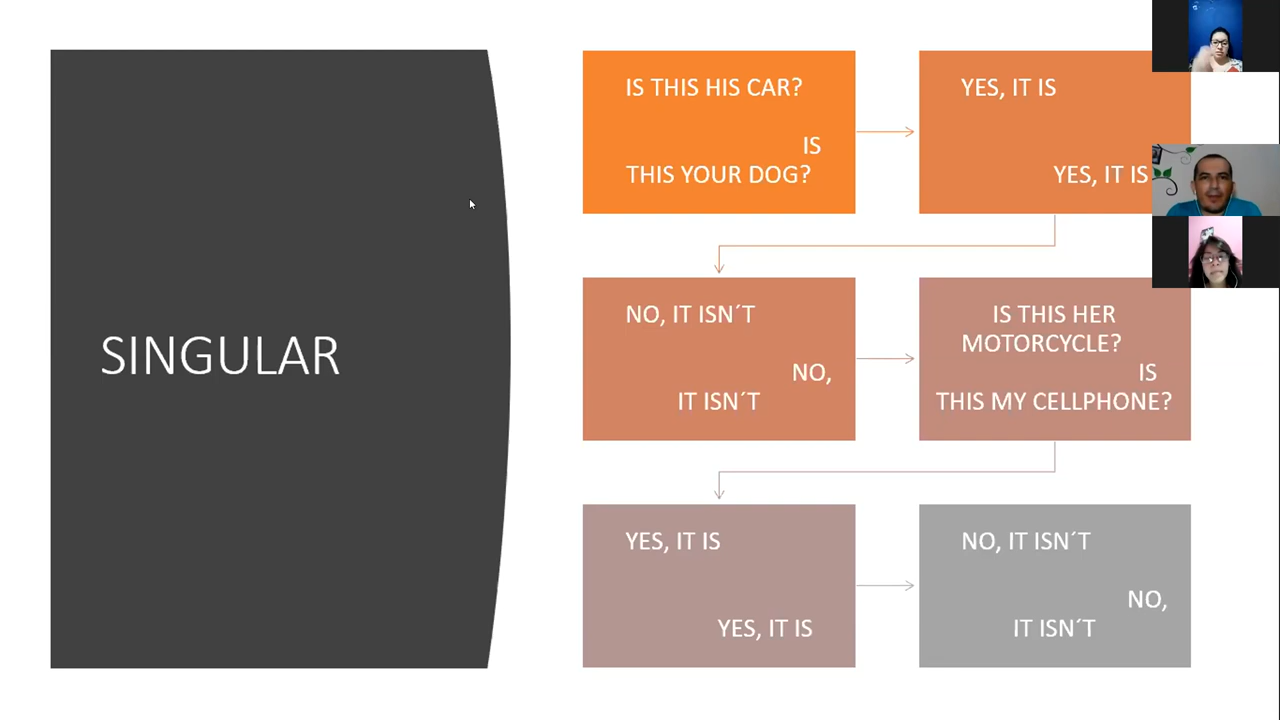 SINGULAR
IS THIS HIS CAR?
IS
THIS YOUR DOG?
YES, IT IS
YES, IT IS
NO, IT ISN´T
NO,
IT ISN´T
IS THIS HER
MOTORCYCLE?
IS
THIS MY CELLPHONE?
YES, IT IS
YES, IT IS
NO, IT ISN´T
NO,
IT ISN´T